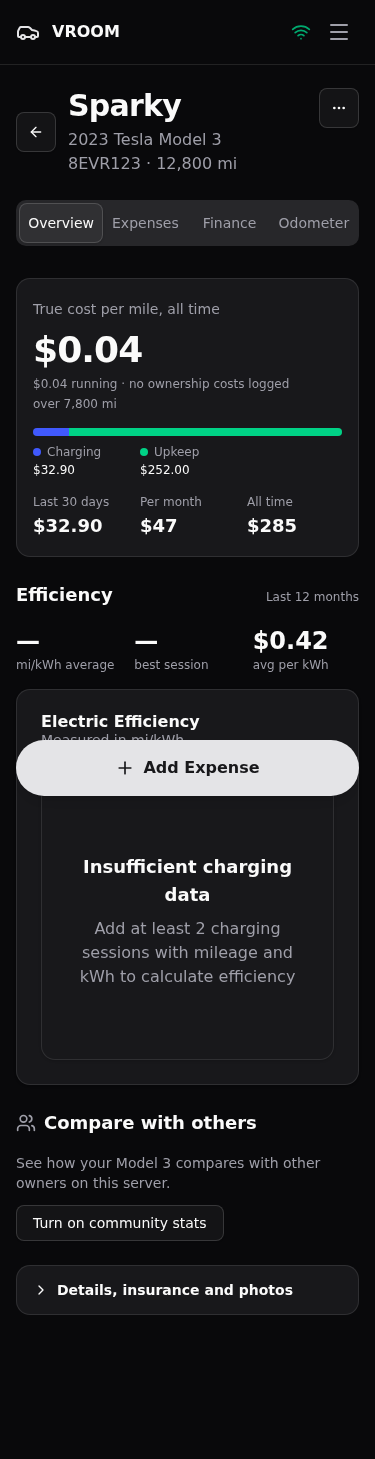 VROOM
Sparky
2023 Tesla Model 3
8EVR123 · 12,800 mi
Overview Expenses Finance Odometer
True cost per mile, all time
$0.04
$0.04 running · no ownership costs logged
over 7,800 mi
Charging Upkeep
$32.90 $252.00
Last 30 days Per month All time
$32.90 $47 $285
Efficiency Last 12 months
— — $0.42
mi/kWh average best session avg per kWh
Electric Efficiency
Measured in mi/kWh
Add Expense
Insufficient charging
data
Add at least 2 charging
sessions with mileage and
kWh to calculate efficiency
Compare with others
See how your Model 3 compares with other
owners on this server.
Turn on community stats
Details, insurance and photos